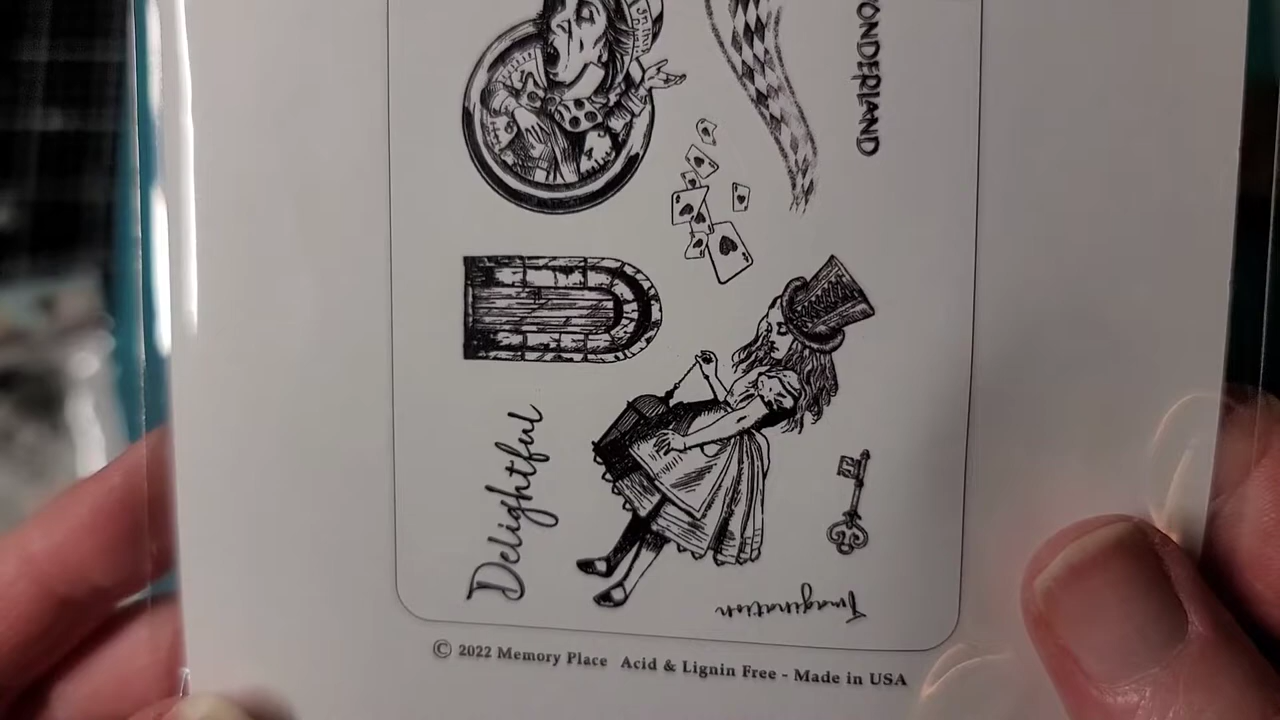 ONDERLAND
Delightful
Imagination
© 2022 Memory Place Acid & Lignin Free - Made in USA